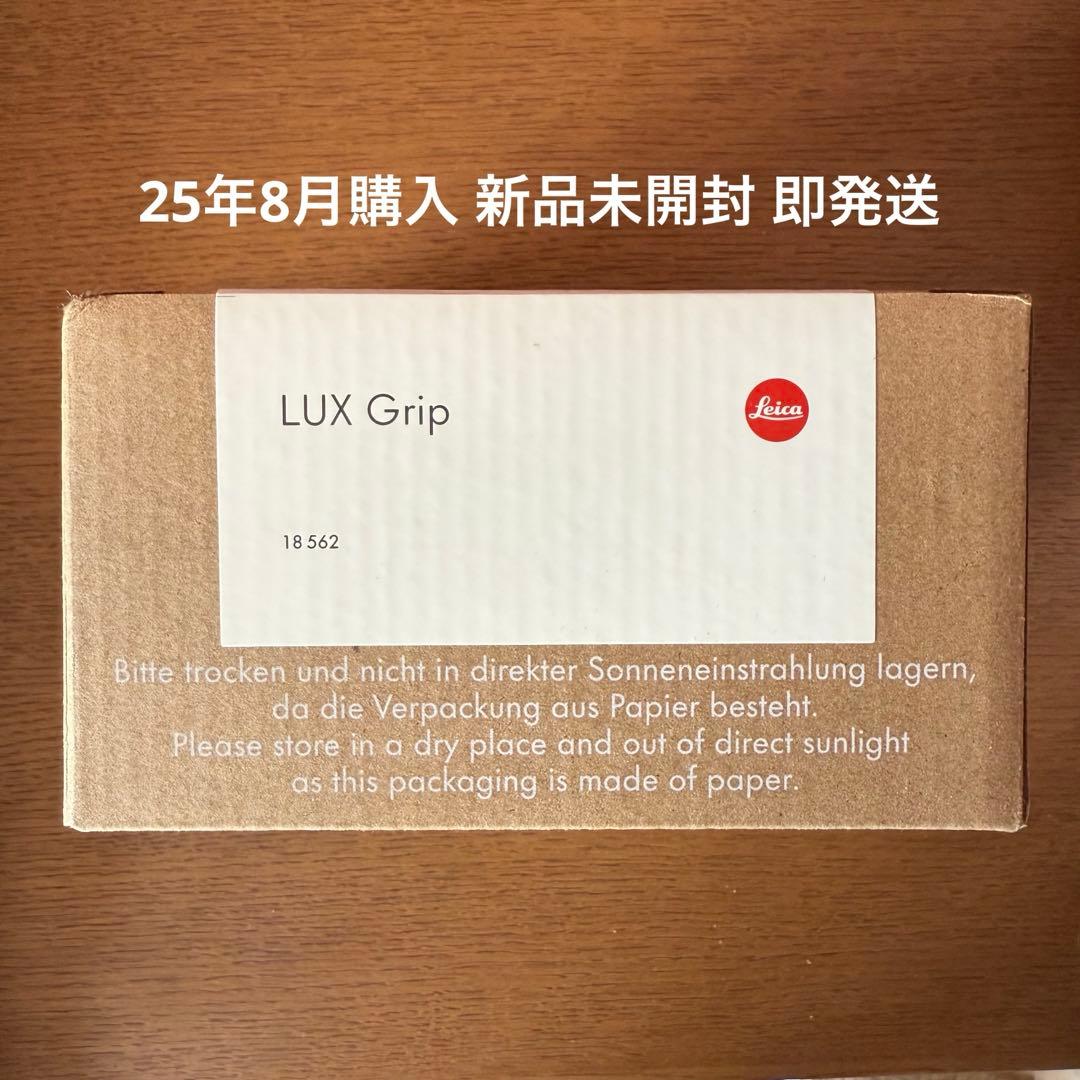 25年8月購入 新品未開封 即発送
LUX Grip
Leica
18 562
Bitte trocken und nicht in direkter Sonneneinstrahlung lagern,
da die Verpackung aus Papier besteht.
Please store in a dry place and out of direct sunlight
as this packaging is made of paper.